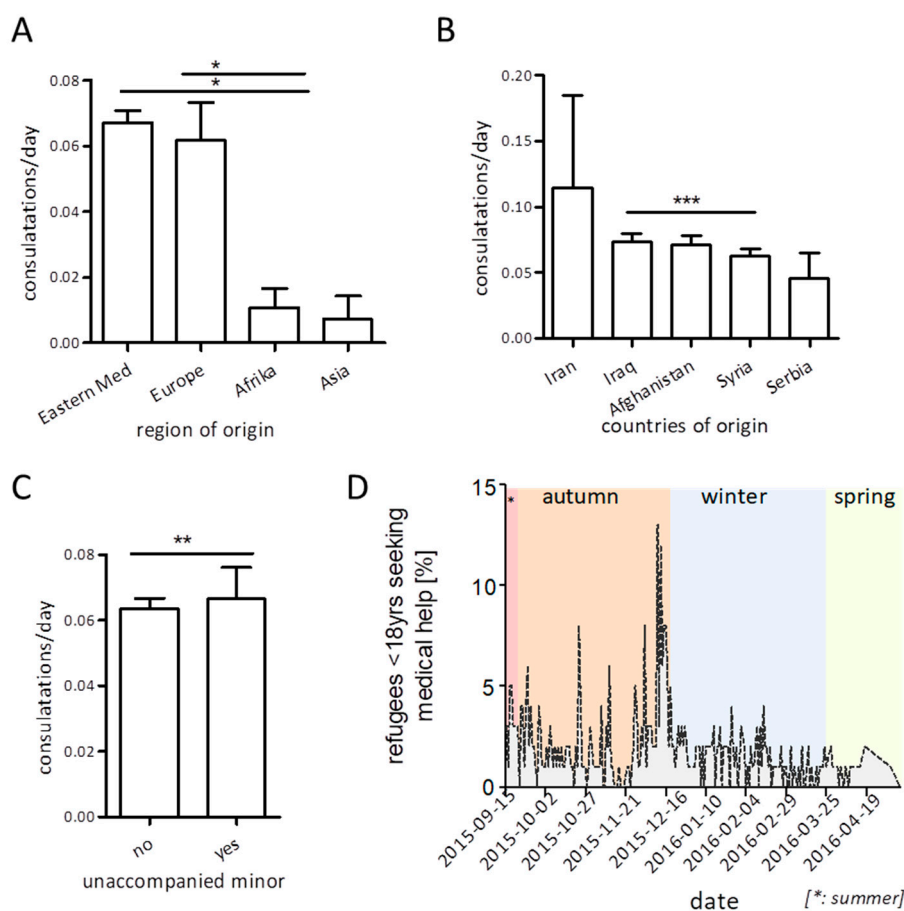 A
*
*
0.08
0.06
0.04
0.02
0.00
consulatations/day
Eastern Med
Europe
Afrika
Asia
region of origin
B
0.20
0.15
0.10
0.05
0.00
consulatations/day
***
Iran
Iraq
Afghanistan
Syria
Serbia
countries of origin
C
**
0.08
0.06
0.04
0.02
0.00
consulatations/day
no
yes
unaccompanied minor
D
15
10
5
0
refugees <18yrs seeking
medical help [%]
*
autumn
winter
spring
2015-09-15
2015-10-02
2015-10-27
2015-11-21
2015-12-16
2016-01-10
2016-02-04
2016-02-29
2016-03-25
2016-04-19
date
[*: summer]